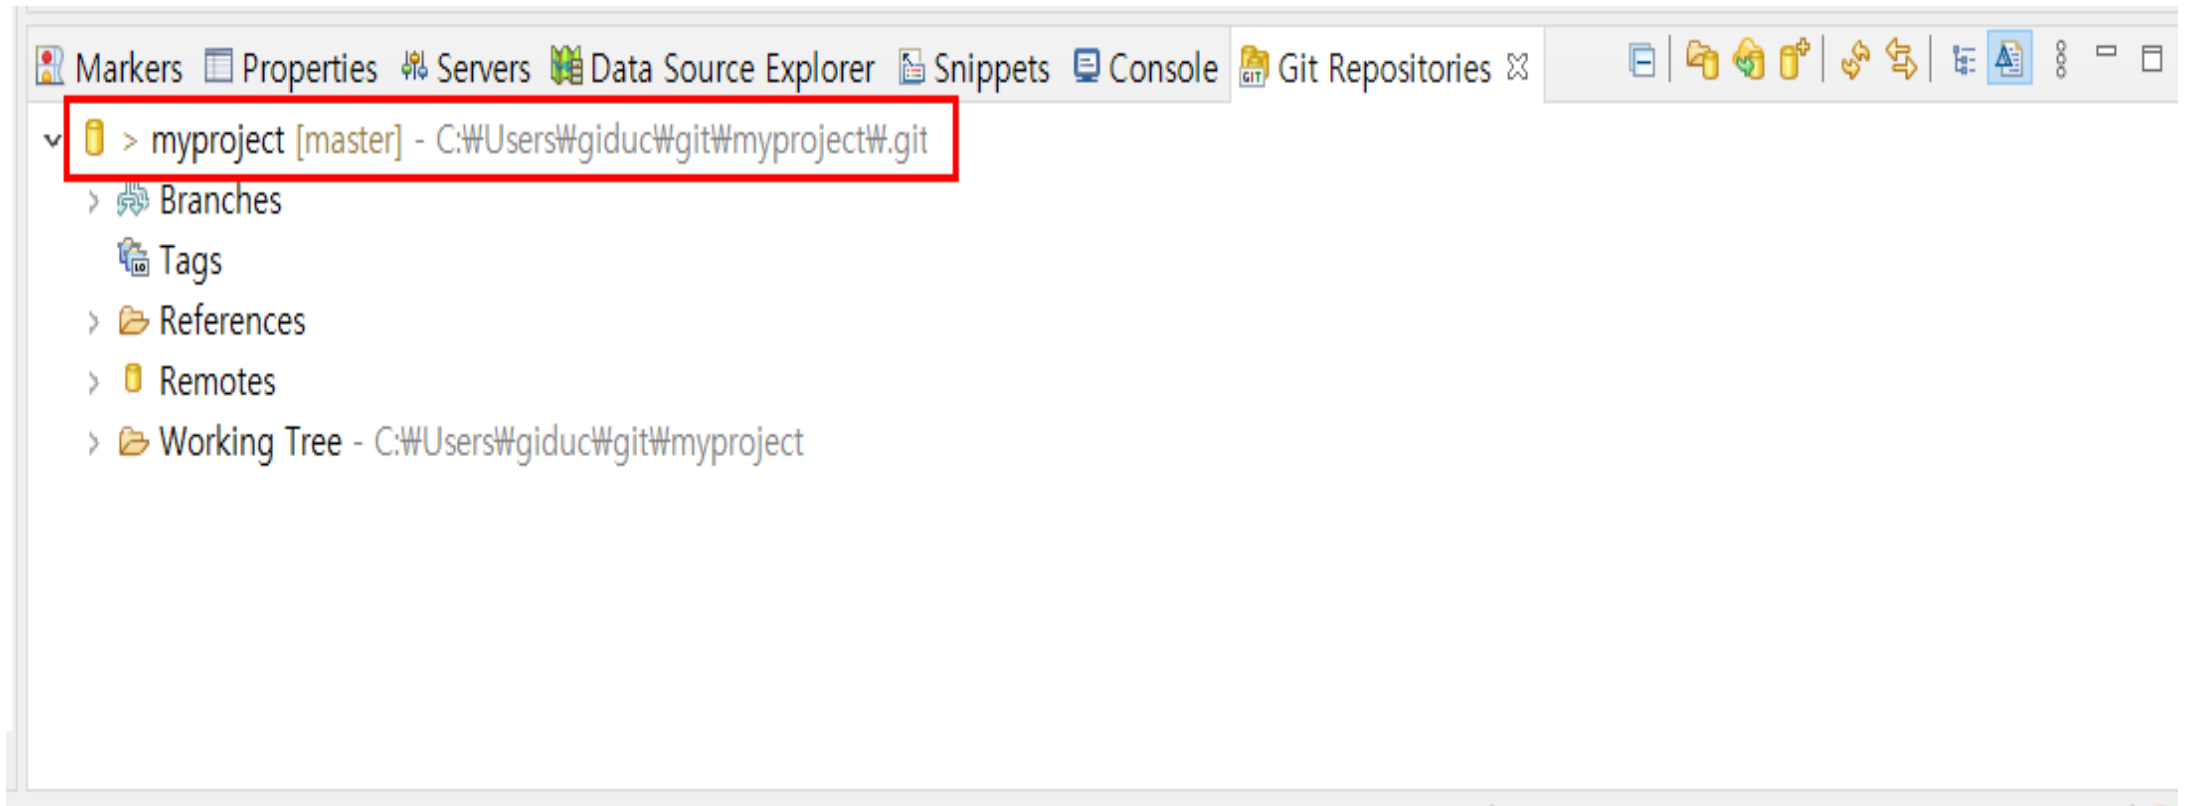 Markers Properties Servers Data Source Explorer Snippets Console Git Repositories
> myproject [master] - C:₩Users₩giduc₩git₩myproject₩.git
Branches
Tags
References
Remotes
Working Tree - C:₩Users₩giduc₩git₩myproject